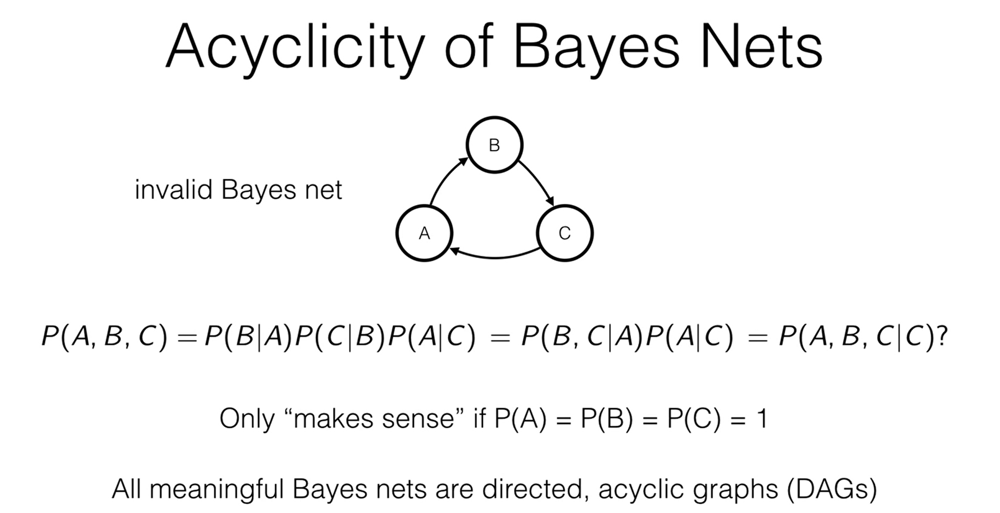 Acyclicity of Bayes Nets
B
invalid Bayes net
A
C
P(A, B, C) = P(B|A)P(C|B)P(A|C) = P(B, C|A)P(A|C) = P(A, B, C|C)?
Only “makes sense” if P(A) = P(B) = P(C) = 1
All meaningful Bayes nets are directed, acyclic graphs (DAGs)